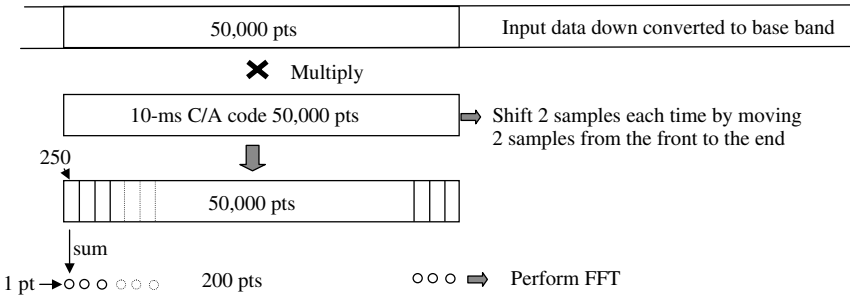 50,000 pts
Input data down converted to base band
Multiply
10-ms C/A code 50,000 pts
Shift 2 samples each time by moving
2 samples from the front to the end
250
50,000 pts
sum
1 pt
200 pts
Perform FFT